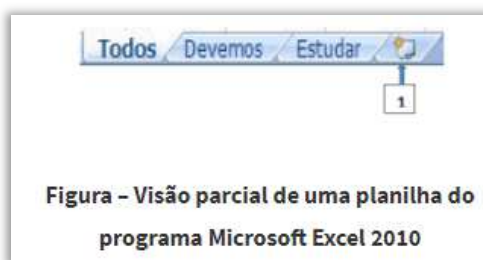 Todos Devemos Estudar
1
Figura – Visão parcial de uma planilha do
programa Microsoft Excel 2010